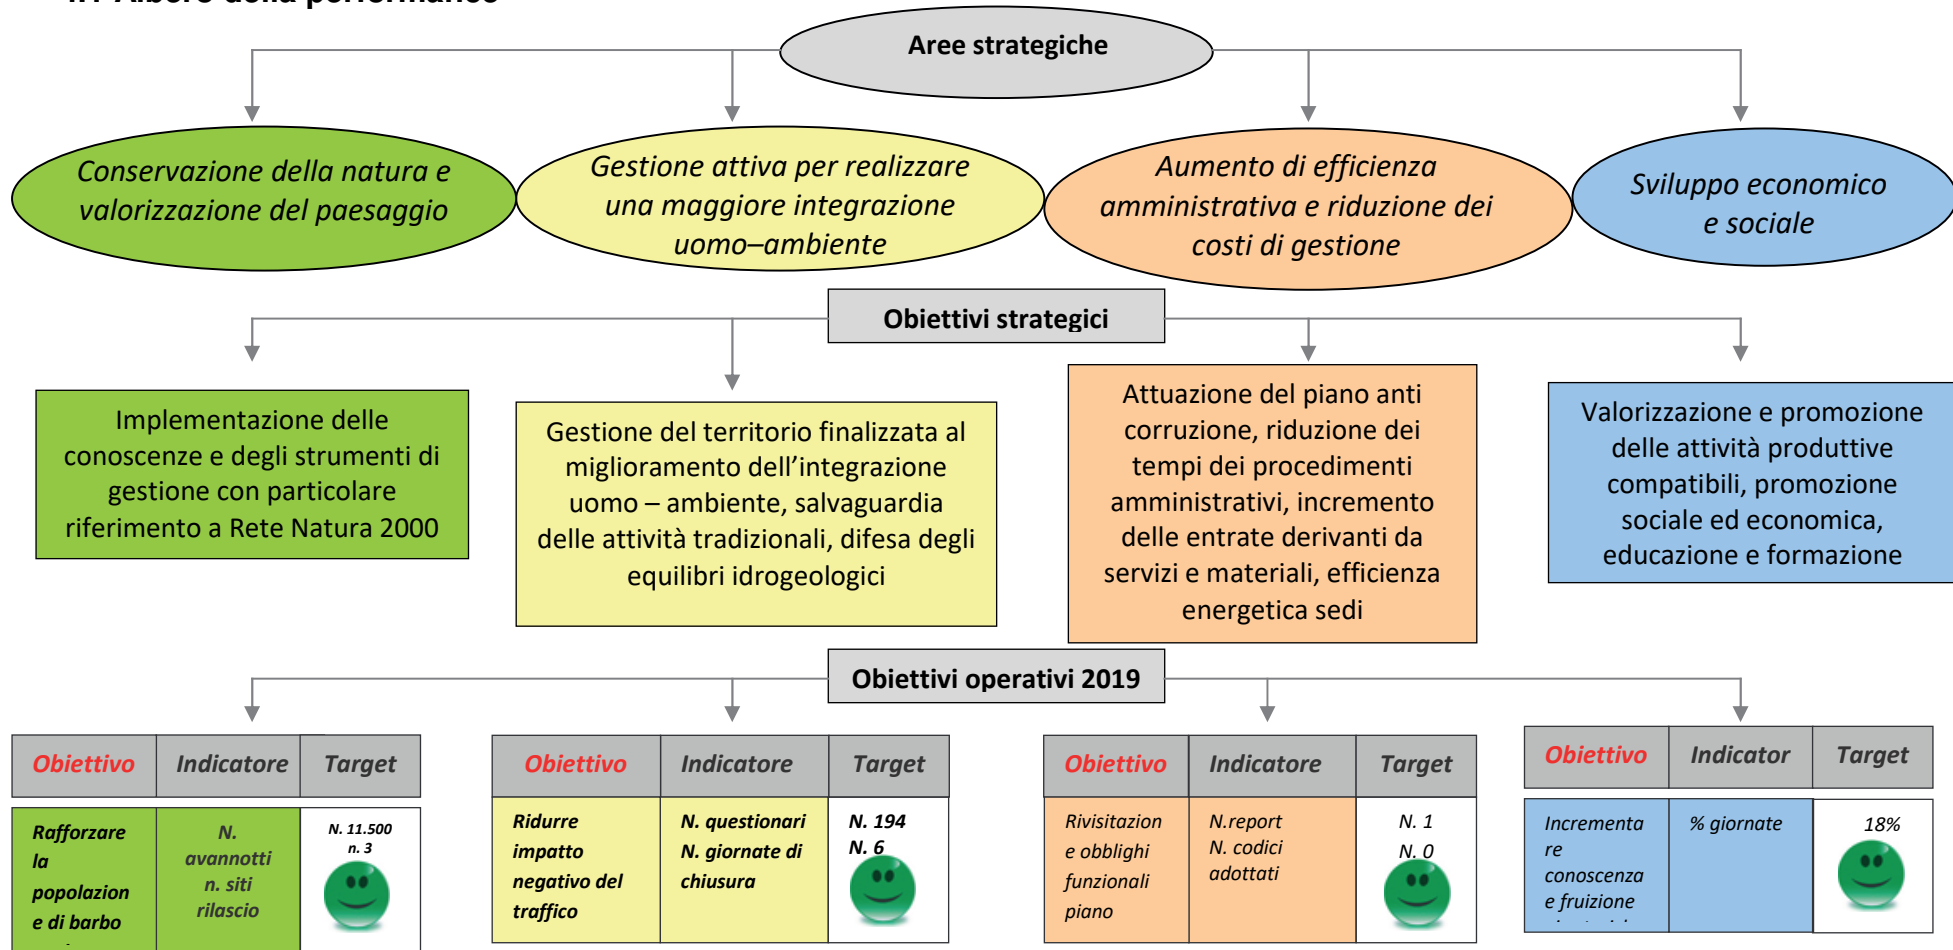 4.1 Albero della performance
Aree strategiche
Conservazione della natura e
valorizzazione del paesaggio
Gestione attiva per realizzare
una maggiore integrazione
uomo–ambiente
Aumento di efficienza
amministrativa e riduzione dei
costi di gestione
Sviluppo economico
e sociale
Obiettivi strategici
Implementazione delle
conoscenze e degli strumenti di
gestione con particolare
riferimento a Rete Natura 2000
Gestione del territorio finalizzata al
miglioramento dell’integrazione
uomo – ambiente, salvaguardia
delle attività tradizionali, difesa degli
equilibri idrogeologici
Attuazione del piano anti
corruzione, riduzione dei
tempi dei procedimenti
amministrativi, incremento
delle entrate derivanti da
servizi e materiali, efficienza
energetica sedi
Valorizzazione e promozione
delle attività produttive
compatibili, promozione
sociale ed economica,
educazione e formazione
Obiettivi operativi 2019
Obiettivo Indicatore Target
Rafforzare
la
popolazion
e di barbo
N.
avannotti
n. siti
rilascio
N. 11.500
n. 3
Obiettivo Indicatore Target
Ridurre
impatto
negativo del
traffico
N. questionari
N. giornate di
chiusura
N. 194
N. 6
Obiettivo Indicatore Target
Rivisitazion
e obblighi
funzionali
piano
N.report
N. codici
adottati
N. 1
N. 0
Obiettivo Indicator Target
Incrementa
re
conoscenza
e fruizione
% giornate
18%